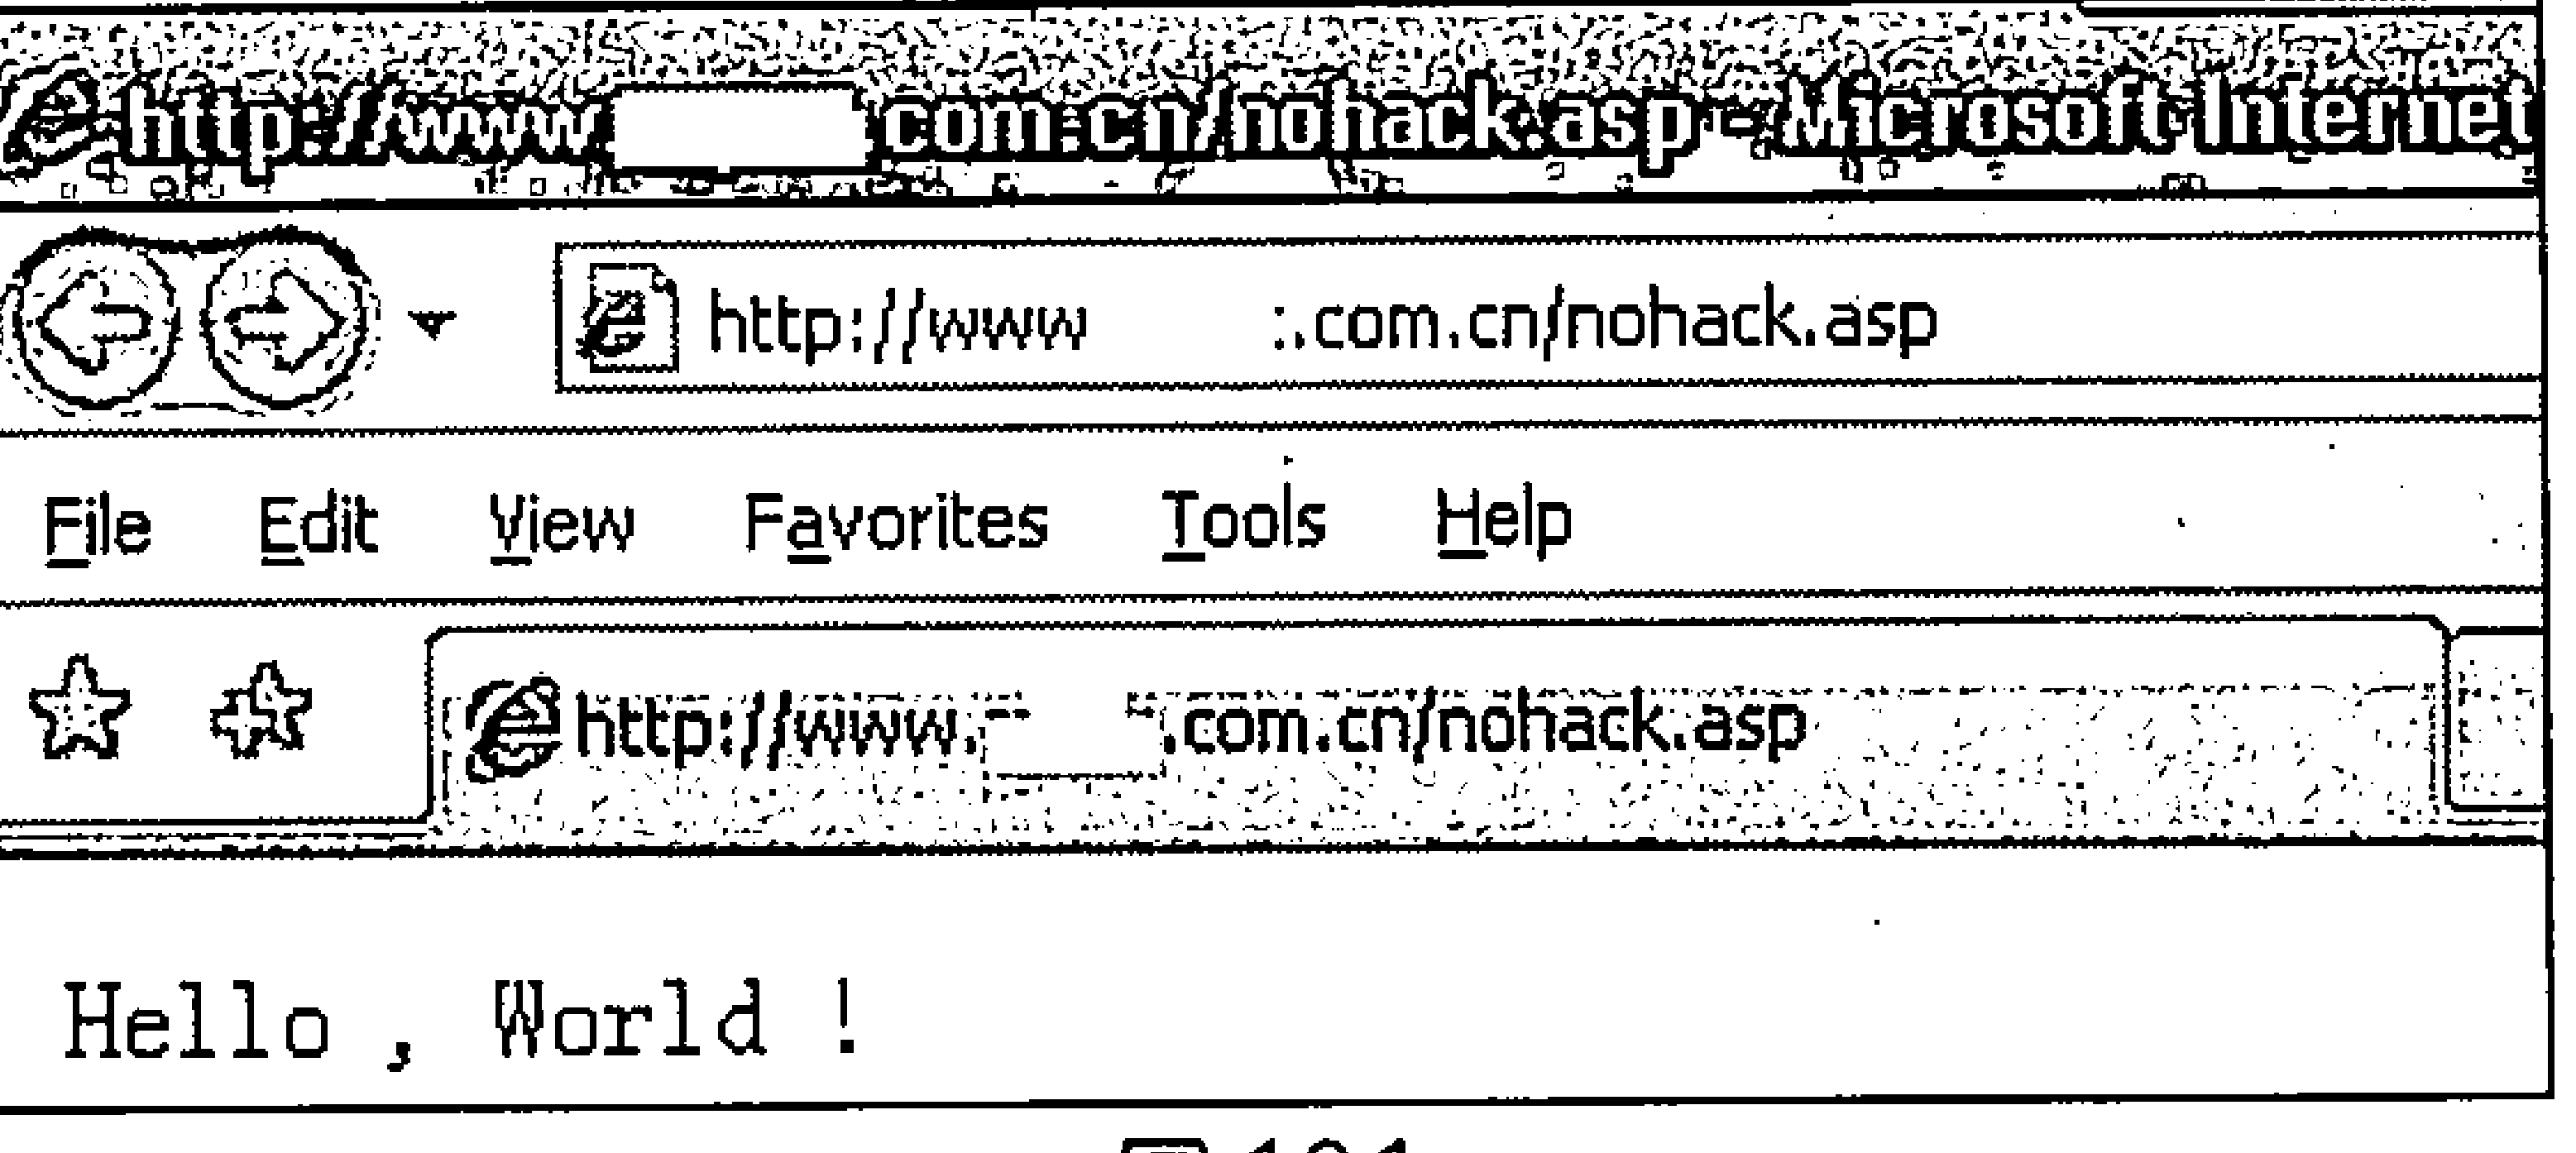 http://www com.cn/nohack.asp - Microsoft Internet
http://www :.com.cn/nohack.asp
File Edit View Favorites Tools Help
http://www. .com.cn/nohack.asp
Hello , World !